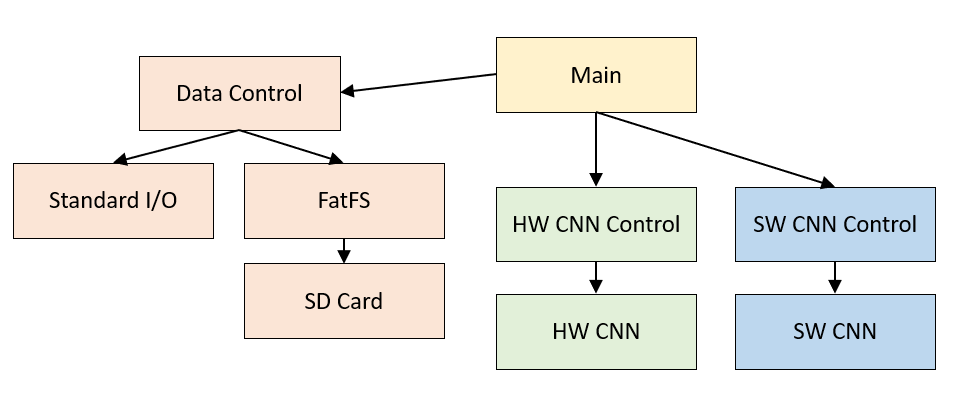 Main
Data Control
Standard I/O
FatFS
HW CNN Control
SW CNN Control
SD Card
HW CNN
SW CNN